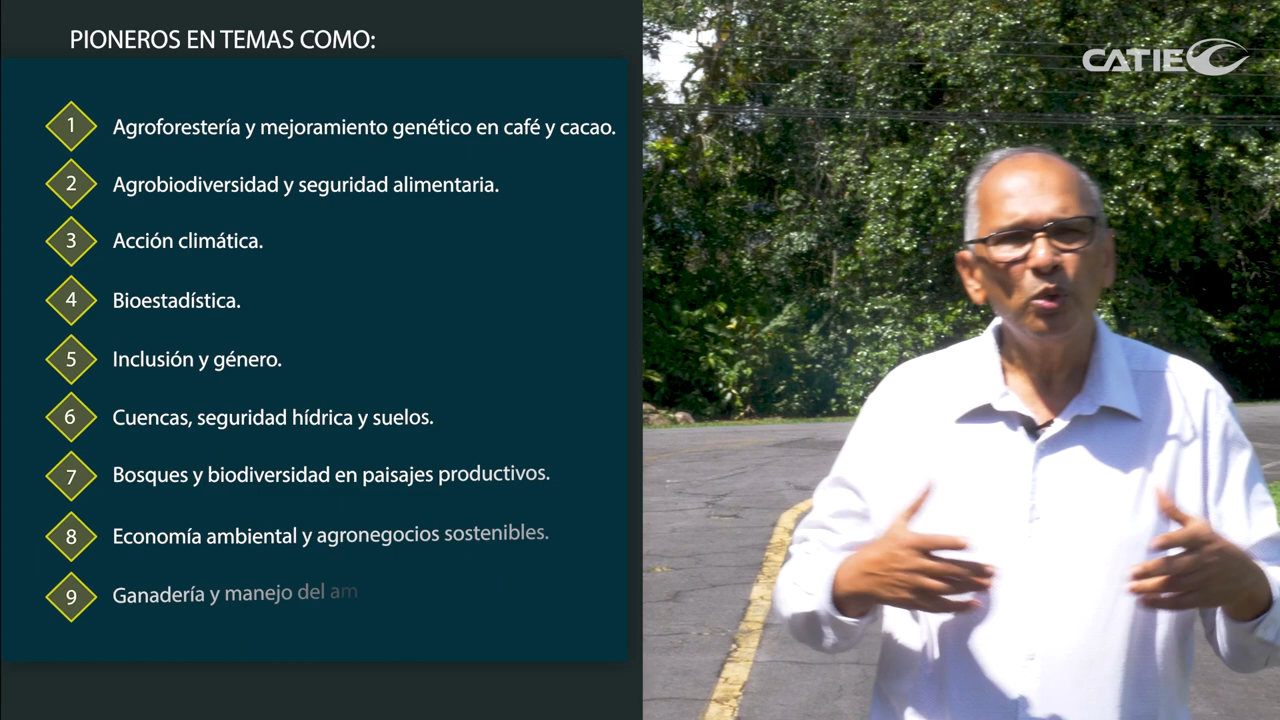 PIONEROS EN TEMAS COMO:
CATIE
1 Agroforestería y mejoramiento genético en café y cacao.
2 Agrobiodiversidad y seguridad alimentaria.
3 Acción climática.
4 Bioestadística.
5 Inclusión y género.
6 Cuencas, seguridad hídrica y suelos.
7 Bosques y biodiversidad en paisajes productivos.
8 Economía ambiental y agronegocios sostenibles.
9 Ganadería y manejo del am